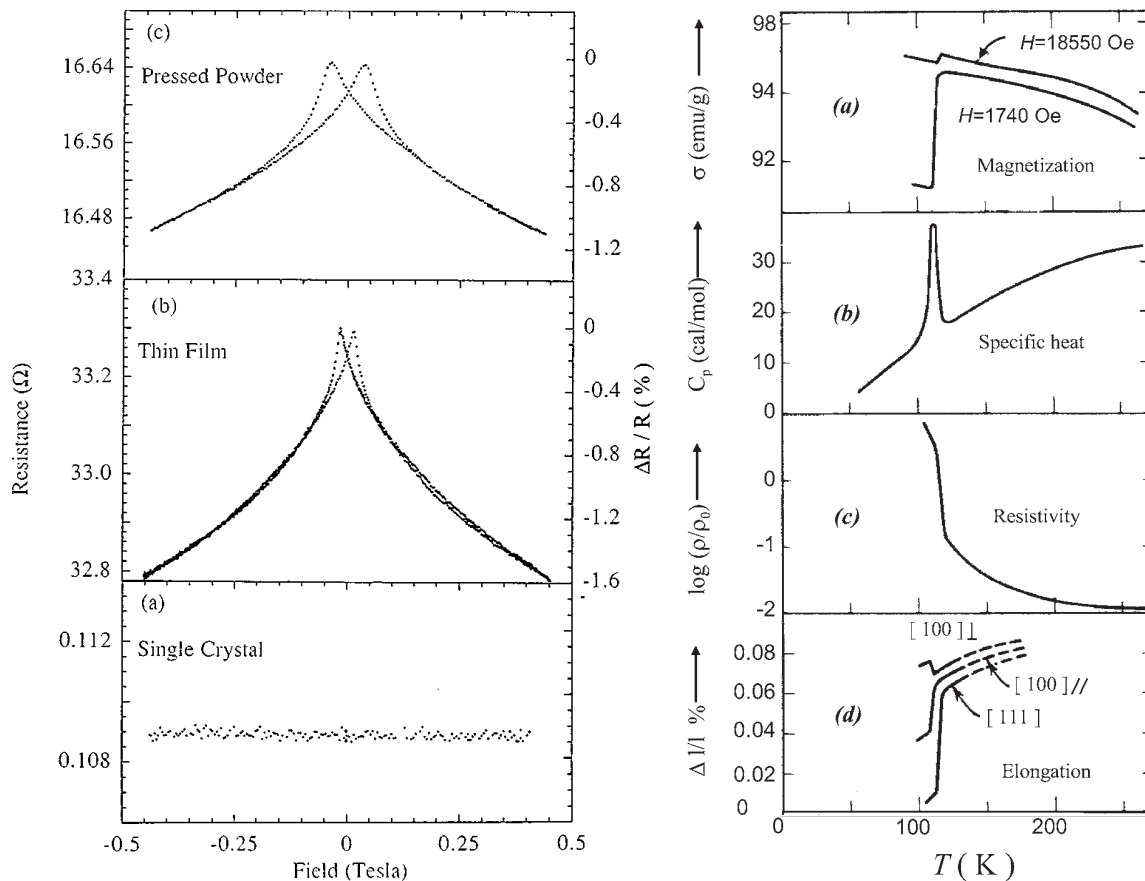 (c)
Pressed Powder
16.64
16.56
16.48
33.4
0
-0.4
-0.8
-1.2
(b)
Thin Film
33.2
33.0
32.8
0
-0.4
-0.8
-1.2
-1.6
Resistance (Ω)
ΔR / R ( % )
(a)
Single Crystal
0.112
0.108
-0.5
-0.25
0
0.25
0.5
Field (Tesla)
σ (emu/g)
96
94
92
(a)
H=18550 Oe
H=1740 Oe
Magnetization
Cp (cal/mol)
30
20
10
0
(b)
Specific heat
log (ρ/ρ0)
0
-1
-2
(c)
Resistivity
Δ l/l %
0.08
0.06
0.04
0.02
0
(d)
[ 100 ]⊥
[ 100 ]//
[ 111 ]
Elongation
0
100
200
T ( K )